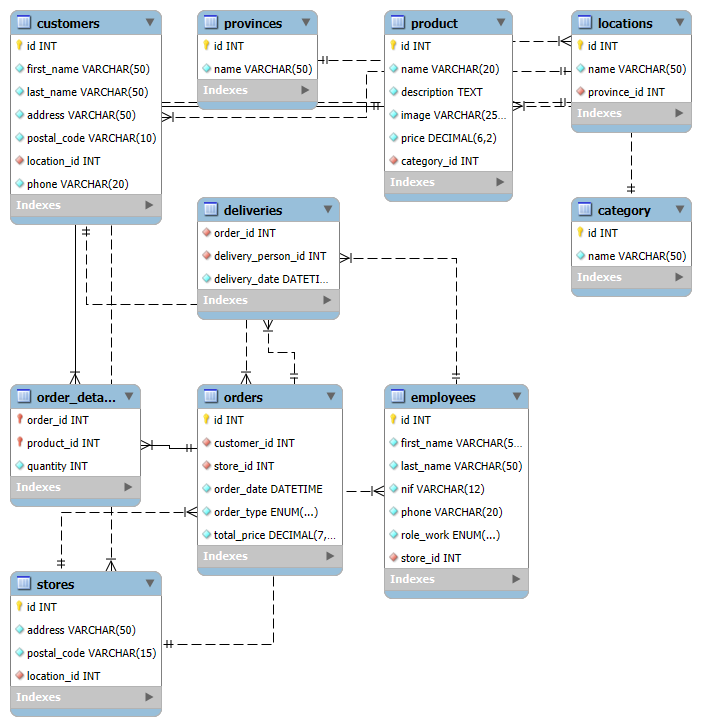 customers
id INT
first_name VARCHAR(50)
last_name VARCHAR(50)
address VARCHAR(50)
postal_code VARCHAR(10)
location_id INT
phone VARCHAR(20)
Indexes
provinces
id INT
name VARCHAR(50)
Indexes
product
id INT
name VARCHAR(20)
description TEXT
image VARCHAR(25...
price DECIMAL(6,2)
category_id INT
Indexes
locations
id INT
name VARCHAR(50)
province_id INT
Indexes
deliveries
order_id INT
delivery_person_id INT
delivery_date DATETI...
Indexes
category
id INT
name VARCHAR(50)
Indexes
order_deta...
order_id INT
product_id INT
quantity INT
Indexes
orders
id INT
customer_id INT
store_id INT
order_date DATETIME
order_type ENUM(...)
total_price DECIMAL(7,...
Indexes
employees
id INT
first_name VARCHAR(5...
last_name VARCHAR(50)
nif VARCHAR(12)
phone VARCHAR(20)
role_work ENUM(...)
store_id INT
Indexes
stores
id INT
address VARCHAR(50)
postal_code VARCHAR(15)
location_id INT
Indexes